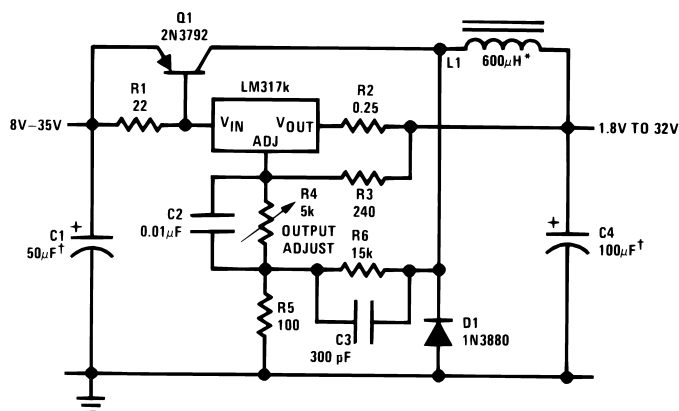 Q1
2N3792
L1
600μH*
R1
22
LM317k
VIN
VOUT
ADJ
R2
0.25
8V–35V
1.8V TO 32V
R4
5k
R3
240
C2
0.01μF
OUTPUT
ADJUST
R6
15k
C1
50μF†
+
C4
100μF†
+
R5
100
C3
300 pF
D1
1N3880